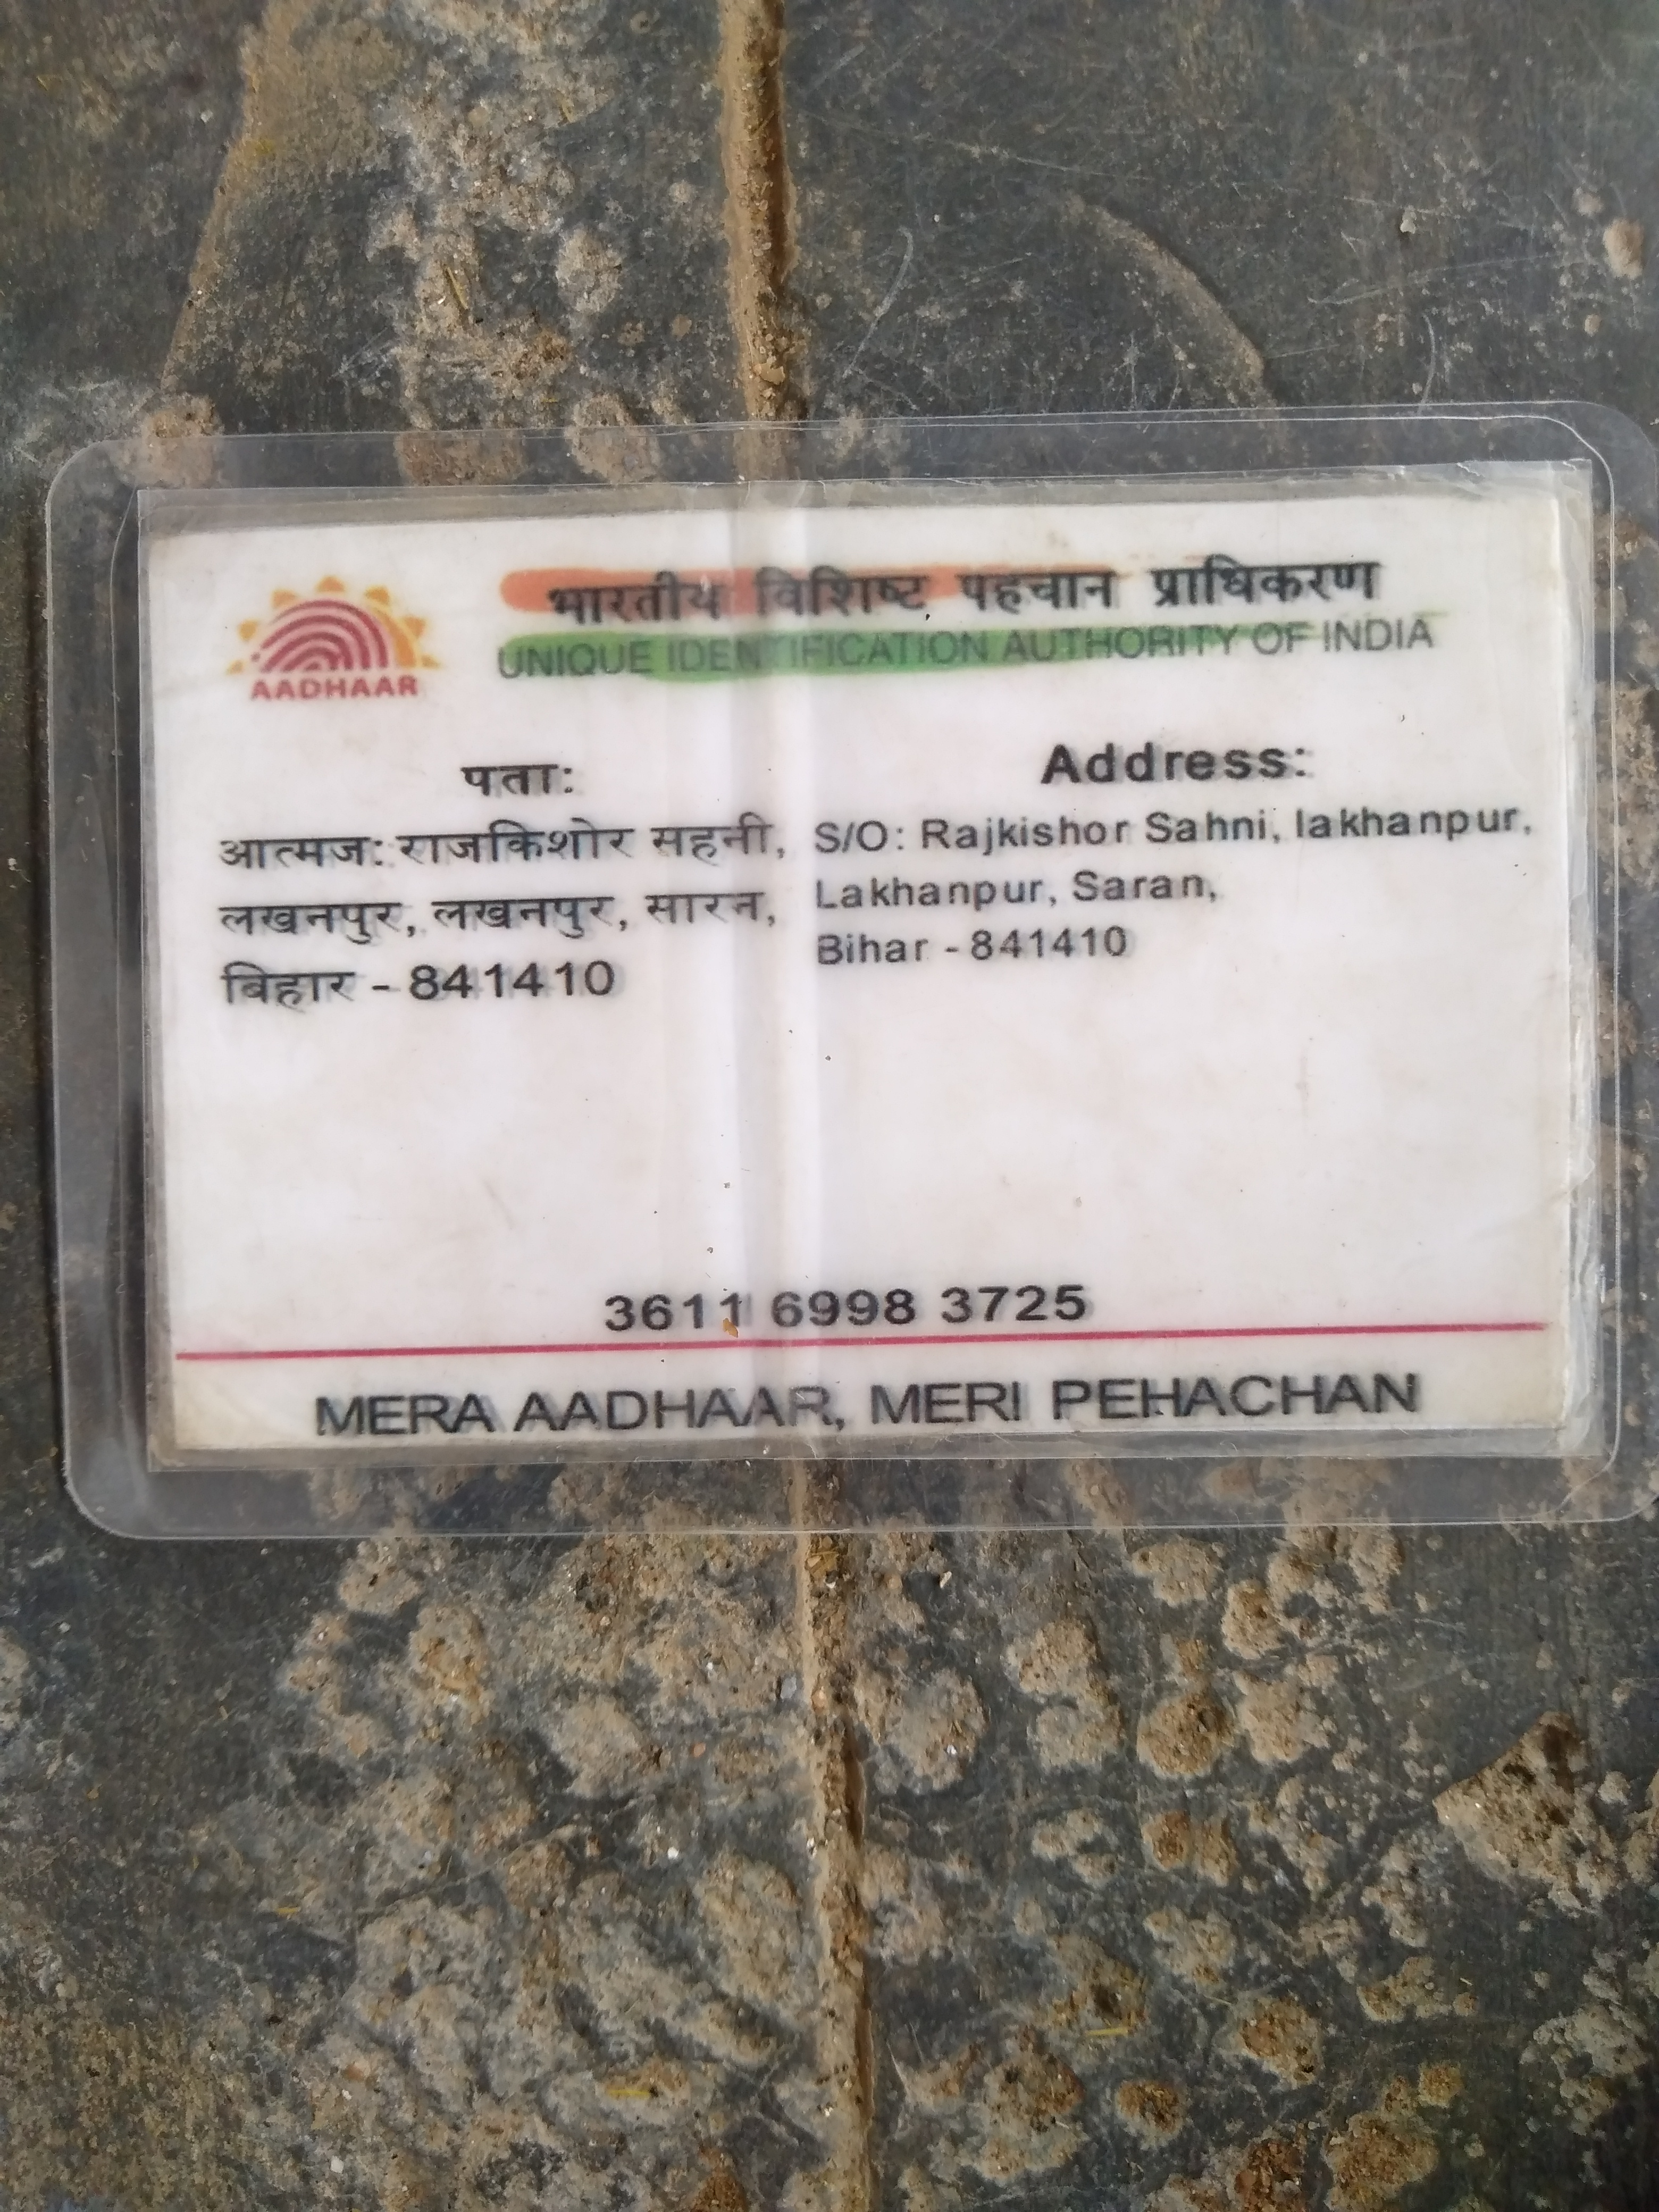 भारतीय विशिष्ट पहचान प्राधिकरण
UNIQUE IDENTIFICATION AUTHORITY OF INDIA
AADHAAR
पता:
आत्मज: राजकिशोर सहनी,
लखनपुर, लखनपुर, सारन,
बिहार - 841410
Address:
S/O: Rajkishor Sahni, lakhanpur,
Lakhanpur, Saran,
Bihar - 841410
3611 6998 3725
MERA AADHAAR, MERI PEHACHAN